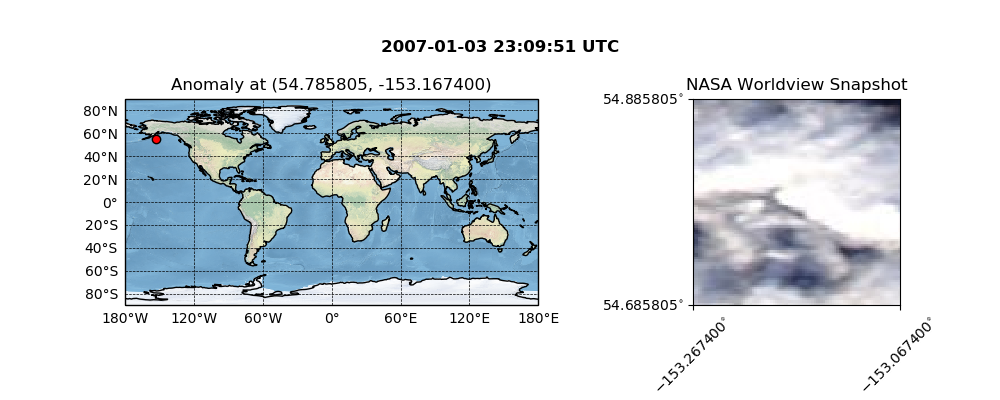 2007-01-03 23:09:51 UTC
Anomaly at (54.785805, -153.167400)
80°N
60°N
40°N
20°N
0°
20°S
40°S
60°S
80°S
180°W 120°W 60°W 0° 60°E 120°E 180°E
NASA Worldview Snapshot
54.885805°
54.685805°
−153.267400°
−153.067400°